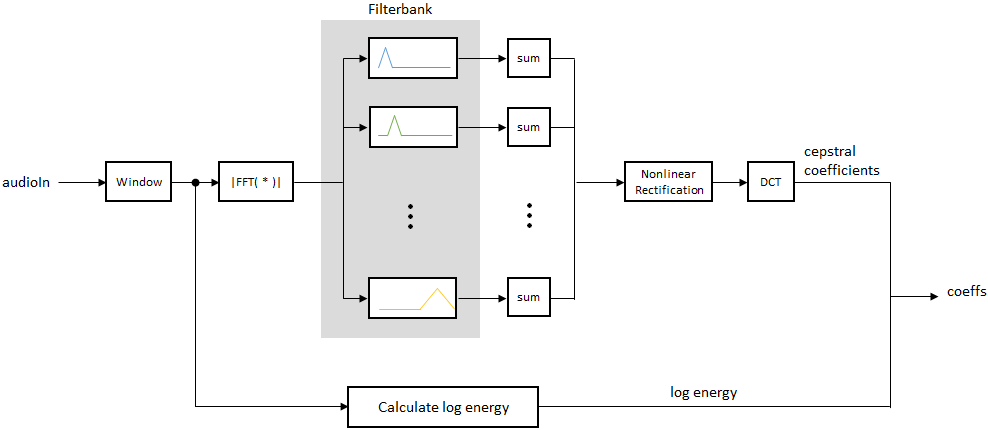 Filterbank
sum
sum
audioIn
Window
|FFT( * )|
Nonlinear
Rectification
DCT
cepstral
coefficients
sum
coeffs
Calculate log energy
log energy